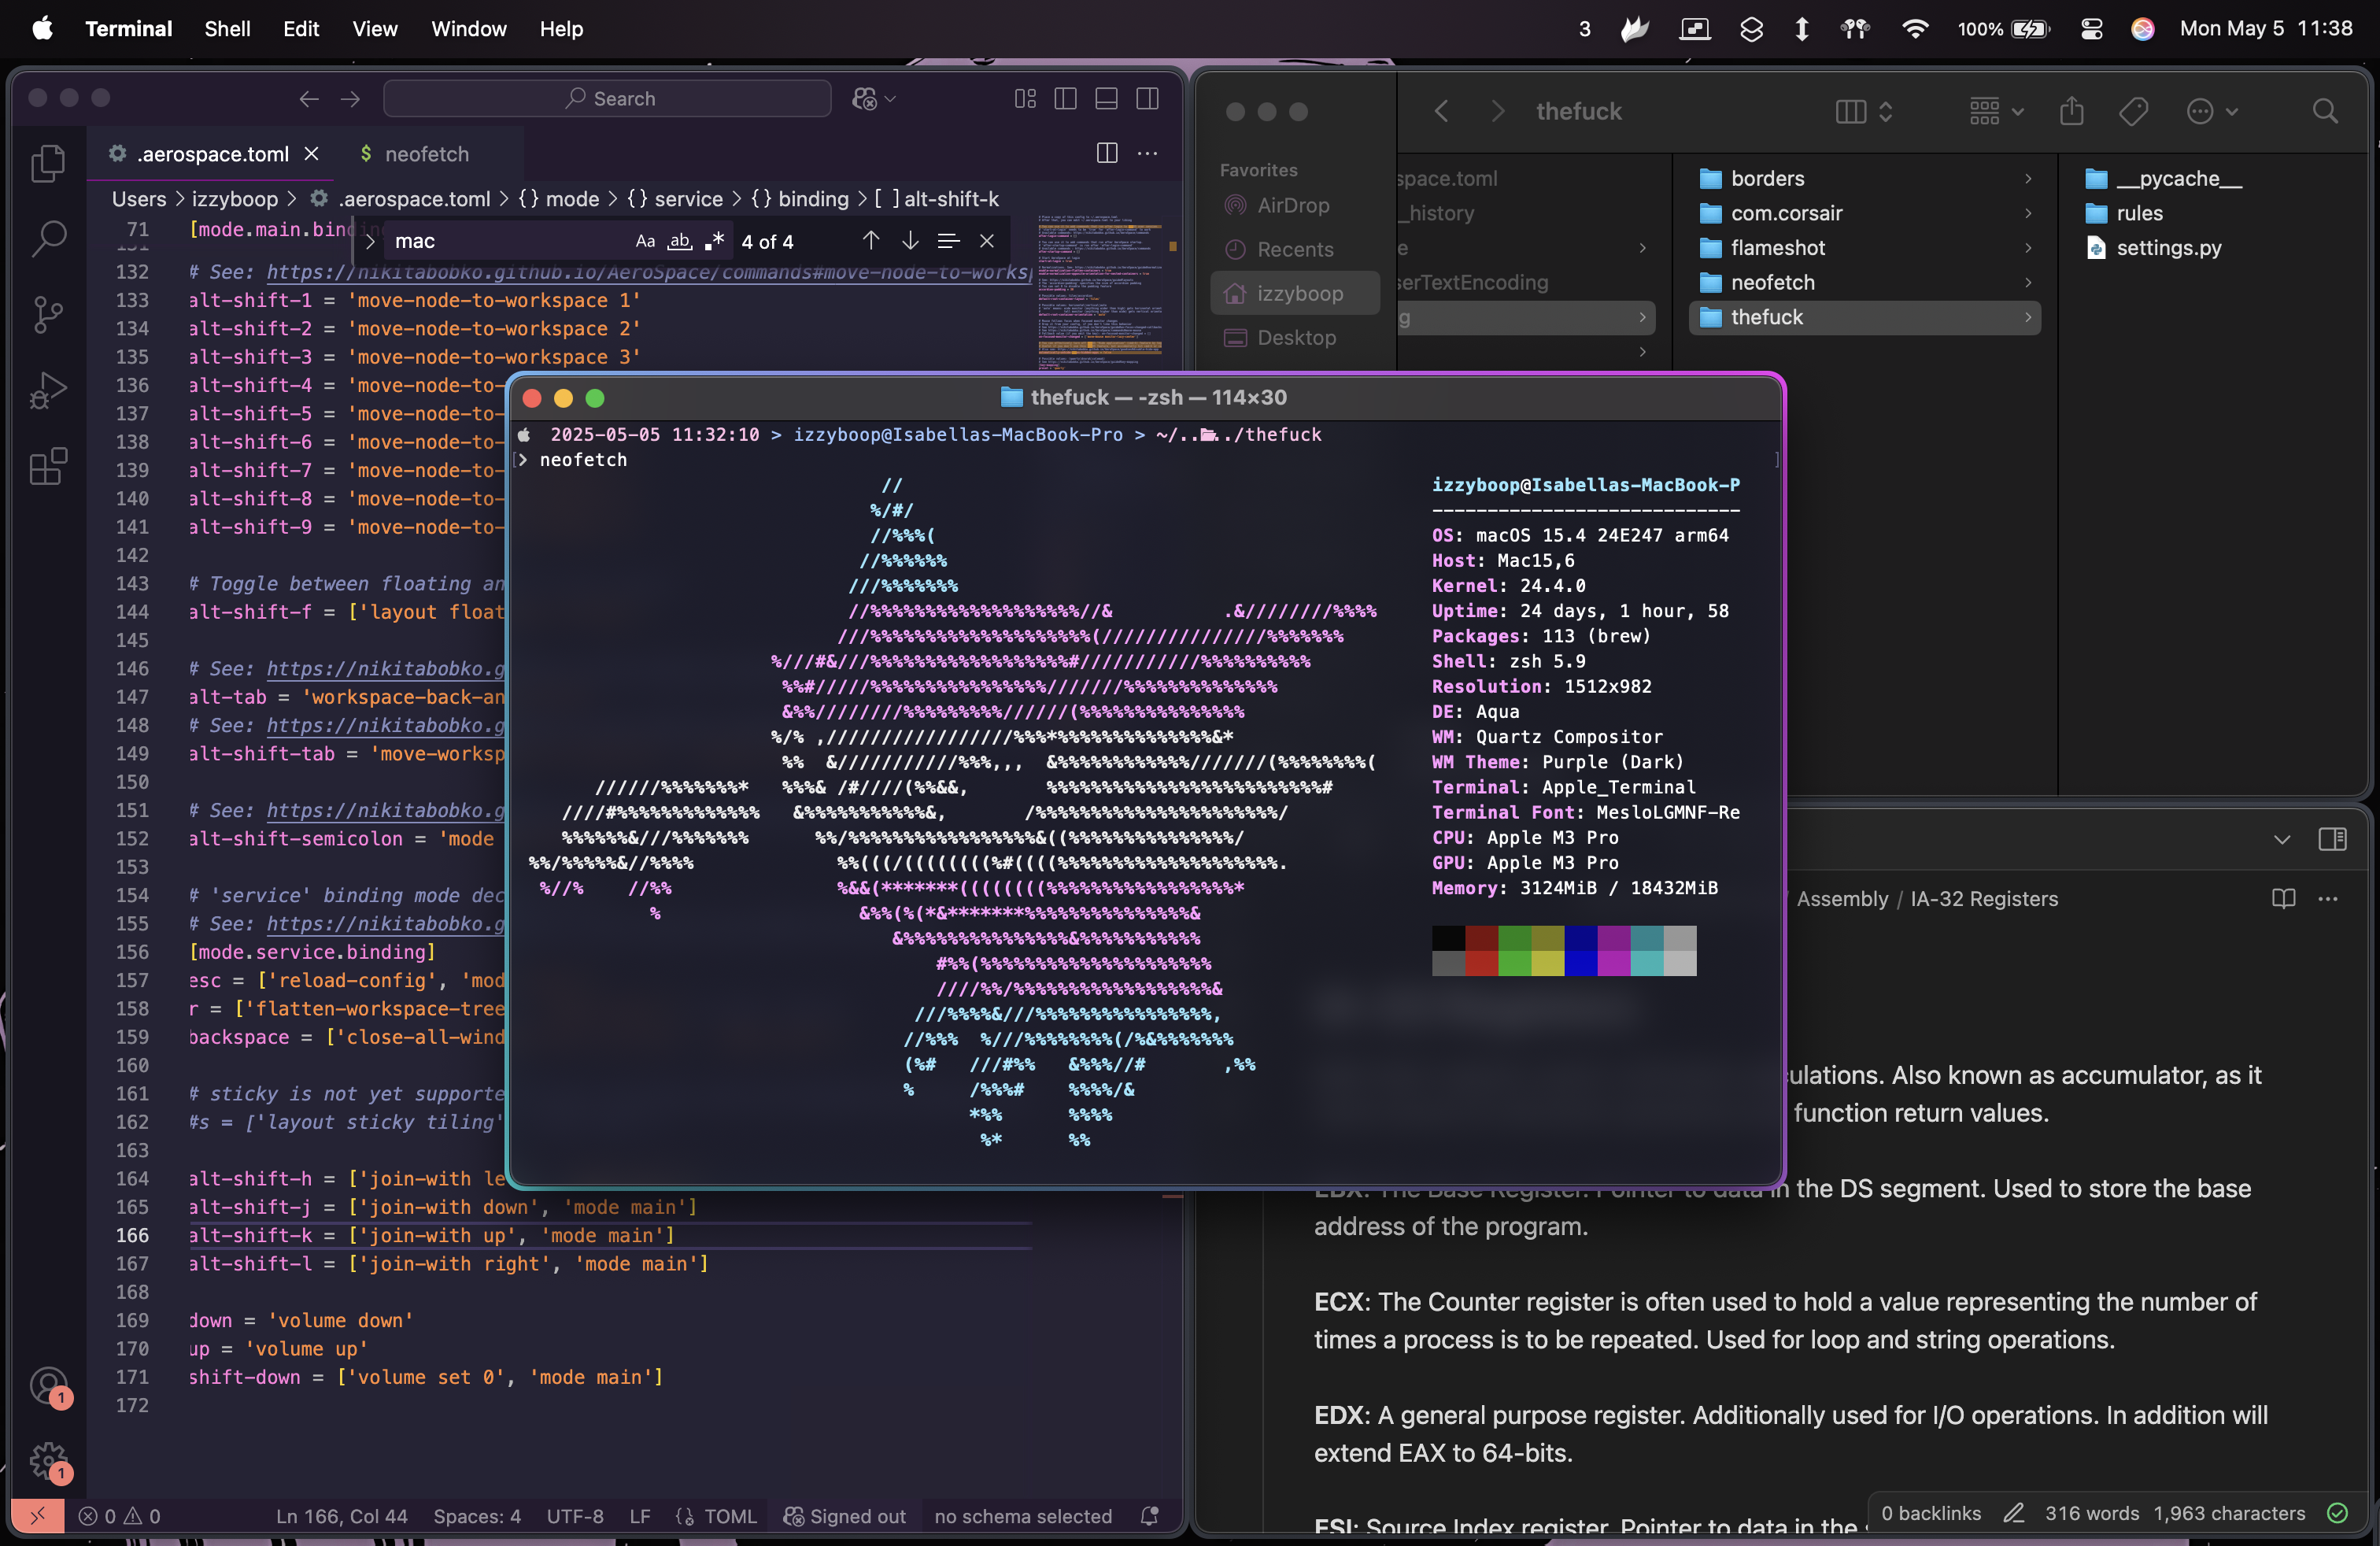 Terminal Shell Edit View Window Help 3 100% Mon May 5 11:38
Search
.aerospace.toml $ neofetch
Users > izzyboop > .aerospace.toml > {} mode > {} service > {} binding > [ ] alt-shift-k
71 [mode.main.bind
mac Aa ab 4 of 4
132 # See: https://nikitabobko.github.io/AeroSpace/commands#move-node-to-worksp
133 alt-shift-1 = 'move-node-to-workspace 1'
134 alt-shift-2 = 'move-node-to-workspace 2'
135 alt-shift-3 = 'move-node-to-workspace 3'
136 alt-shift-4 = 'move-node-to-
137 alt-shift-5 = 'move-node-to-
138 alt-shift-6 = 'move-node-to-
139 alt-shift-7 = 'move-node-to-
140 alt-shift-8 = 'move-node-to-
141 alt-shift-9 = 'move-node-to-
142
143 # Toggle between floating an
144 alt-shift-f = ['layout float
145
146 # See: https://nikitabobko.g
147 alt-tab = 'workspace-back-an
148 # See: https://nikitabobko.g
149 alt-shift-tab = 'move-worksp
150
151 # See: https://nikitabobko.g
152 alt-shift-semicolon = 'mode
153
154 # 'service' binding mode dec
155 # See: https://nikitabobko.g
156 [mode.service.binding]
157 esc = ['reload-config', 'mod
158 r = ['flatten-workspace-tree
159 backspace = ['close-all-wind
160
161 # sticky is not yet supporte
162 #s = ['layout sticky tiling'
163
164 alt-shift-h = ['join-with le
165 alt-shift-j = ['join-with down', 'mode main']
166 alt-shift-k = ['join-with up', 'mode main']
167 alt-shift-l = ['join-with right', 'mode main']
168
169 down = 'volume down'
170 up = 'volume up'
171 shift-down = ['volume set 0', 'mode main']
172
1
1
0 0 Ln 166, Col 44 Spaces: 4 UTF-8 LF TOML Signed out no schema selected
thefuck
Favorites
AirDrop
Recents
izzyboop
Desktop
space.toml
_history
e
serTextEncoding
g
borders
com.corsair
flameshot
neofetch
thefuck
__pycache__
rules
settings.py
thefuck — -zsh — 114×30
2025-05-05 11:32:10 > izzyboop@Isabellas-MacBook-Pro > ~/..../thefuck
> neofetch
izzyboop@Isabellas-MacBook-P
----------------------------
OS: macOS 15.4 24E247 arm64
Host: Mac15,6
Kernel: 24.4.0
Uptime: 24 days, 1 hour, 58
Packages: 113 (brew)
Shell: zsh 5.9
Resolution: 1512x982
DE: Aqua
WM: Quartz Compositor
WM Theme: Purple (Dark)
Terminal: Apple_Terminal
Terminal Font: MesloLGMNF-Re
CPU: Apple M3 Pro
GPU: Apple M3 Pro
Memory: 3124MiB / 18432MiB
Assembly / IA-32 Registers
culations. Also known as accumulator, as it
function return values.
EBX: The Base Register. Pointer to data in the DS segment. Used to store the base
address of the program.
ECX: The Counter register is often used to hold a value representing the number of
times a process is to be repeated. Used for loop and string operations.
EDX: A general purpose register. Additionally used for I/O operations. In addition will
extend EAX to 64-bits.
ESI: Source Index register. Pointer to data in the
0 backlinks 316 words 1,963 characters